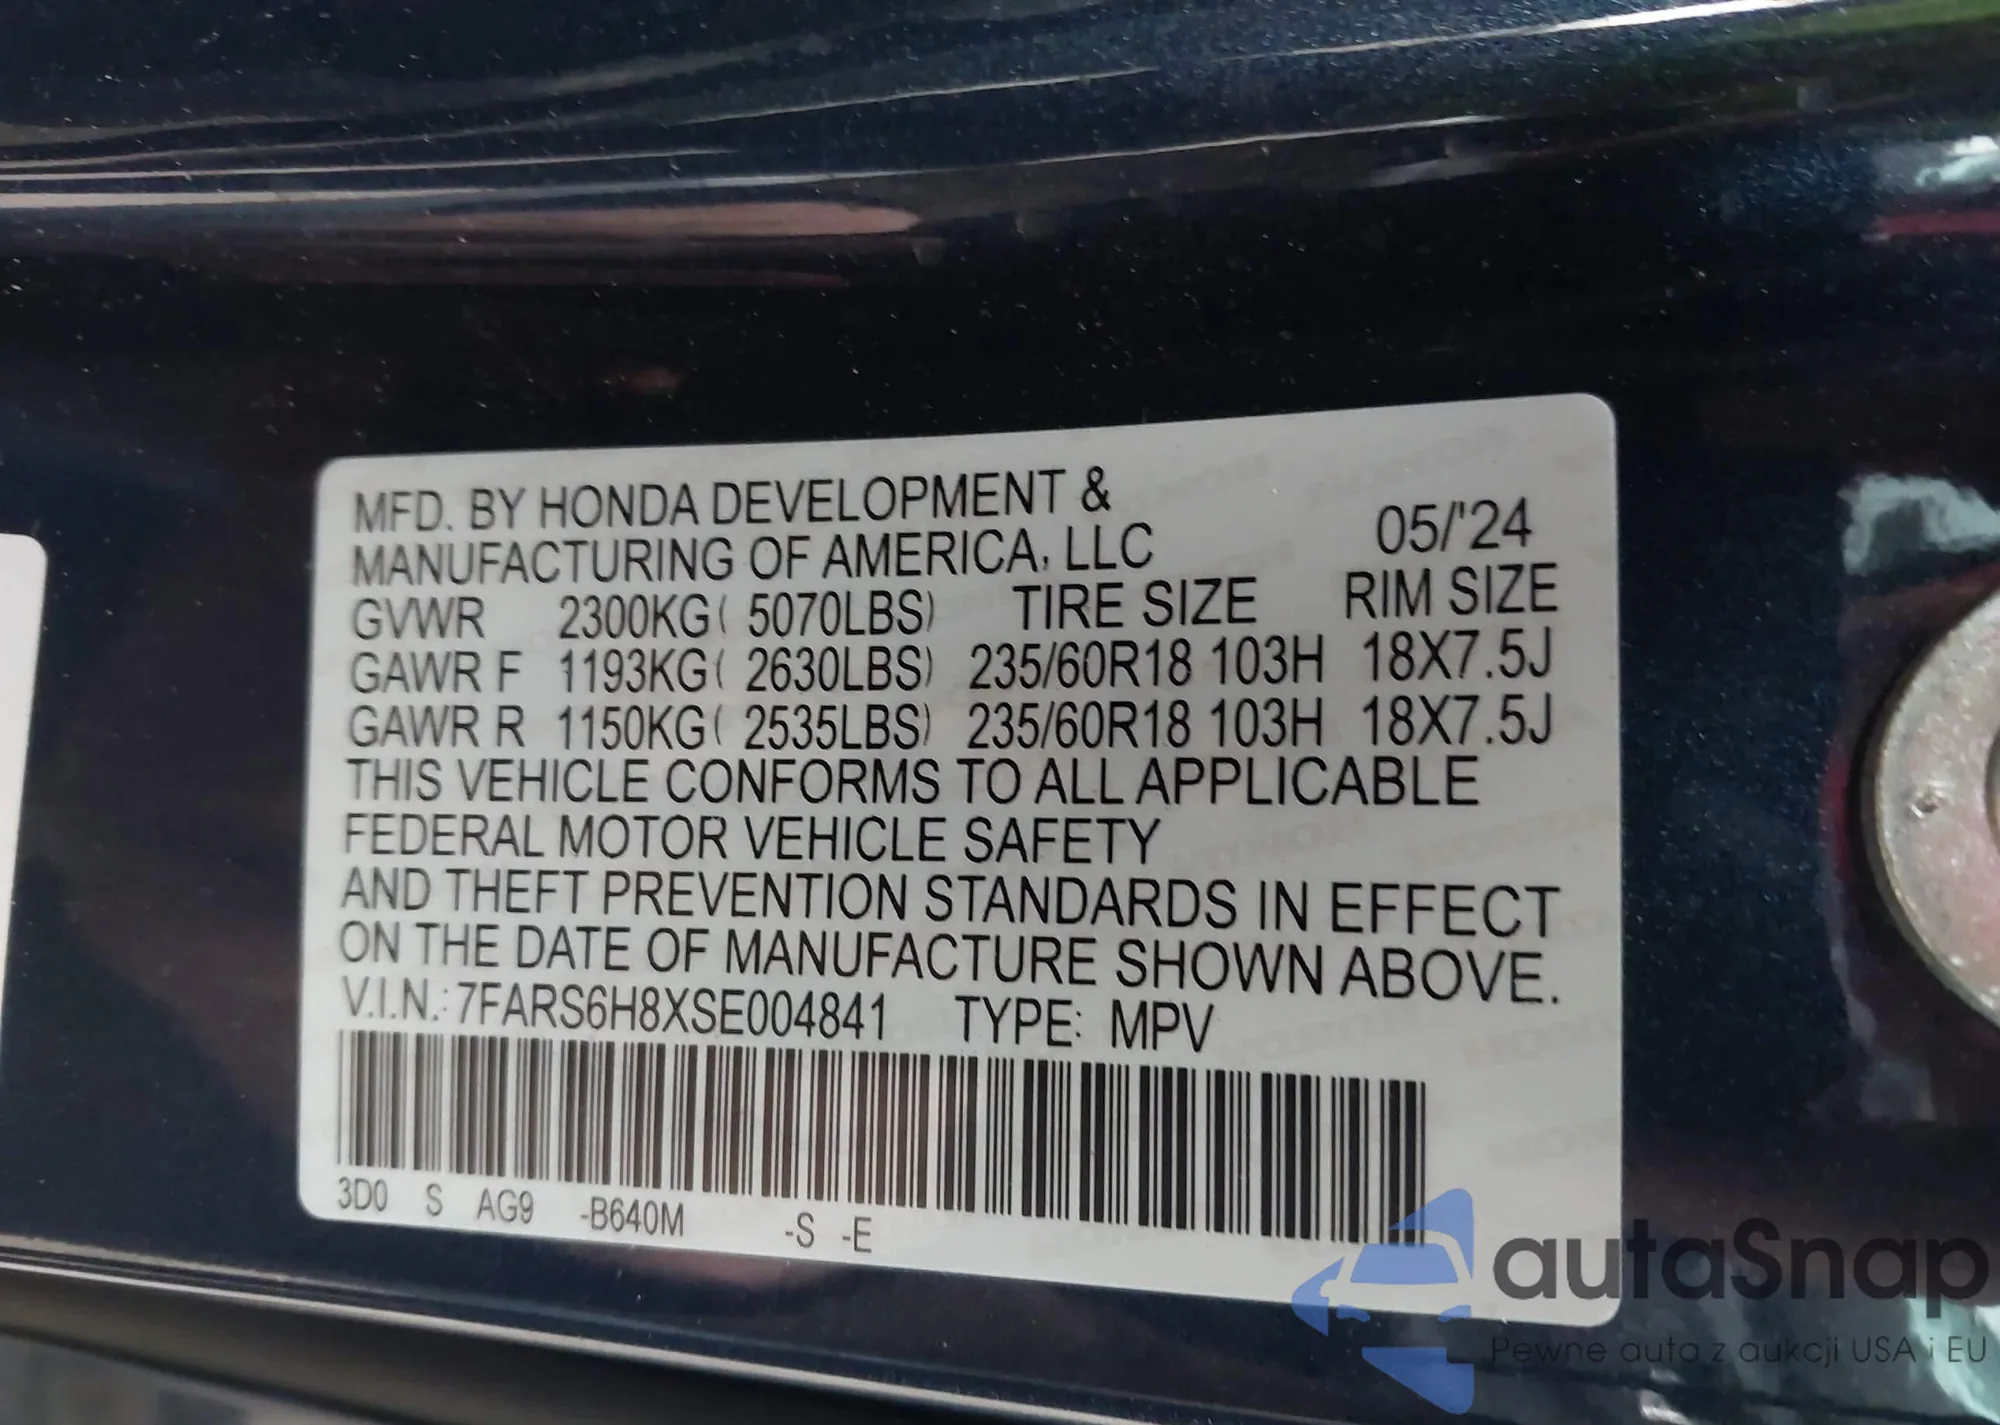 MFD. BY HONDA DEVELOPMENT &
MANUFACTURING OF AMERICA, LLC 05/'24
GVWR 2300KG( 5070LBS) TIRE SIZE RIM SIZE
GAWR F 1193KG( 2630LBS) 235/60R18 103H 18X7.5J
GAWR R 1150KG( 2535LBS) 235/60R18 103H 18X7.5J
THIS VEHICLE CONFORMS TO ALL APPLICABLE
FEDERAL MOTOR VEHICLE SAFETY
AND THEFT PREVENTION STANDARDS IN EFFECT
ON THE DATE OF MANUFACTURE SHOWN ABOVE.
V.I.N.: 7FARS6H8XSE004841 TYPE: MPV
3D0 S AG9 -B640M -S -E
autaSnap
Pewne auta z aukcji USA i EU